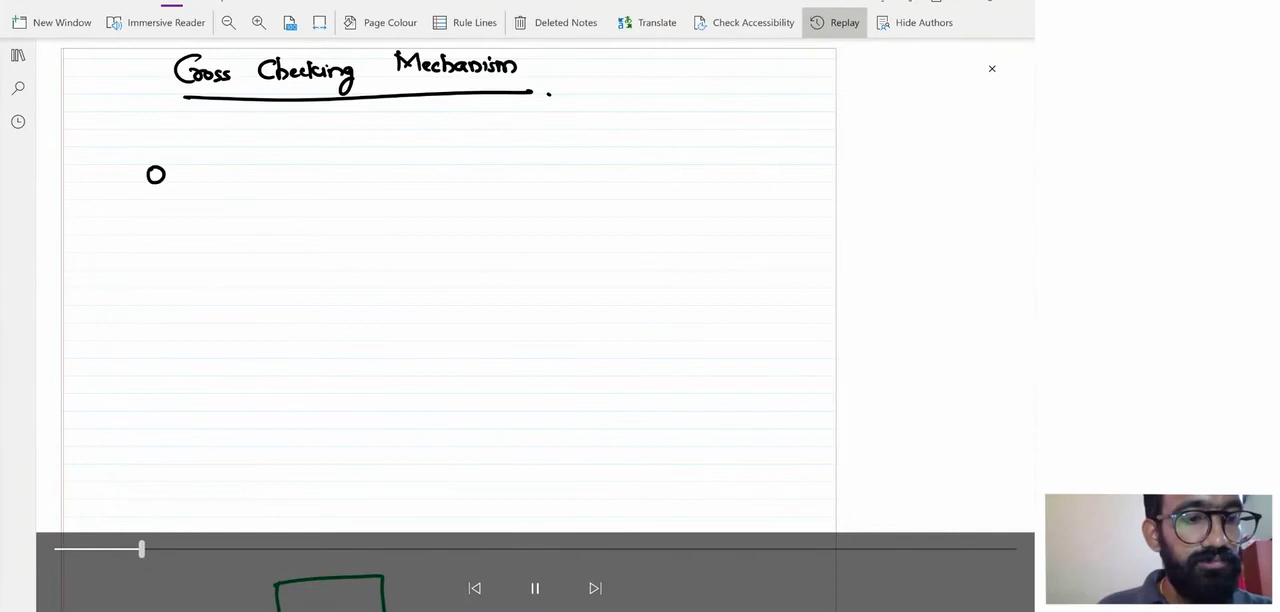 New Window Immersive Reader Page Colour Rule Lines Deleted Notes Translate Check Accessibility Replay Hide Authors
Cross Checking Mechanism.